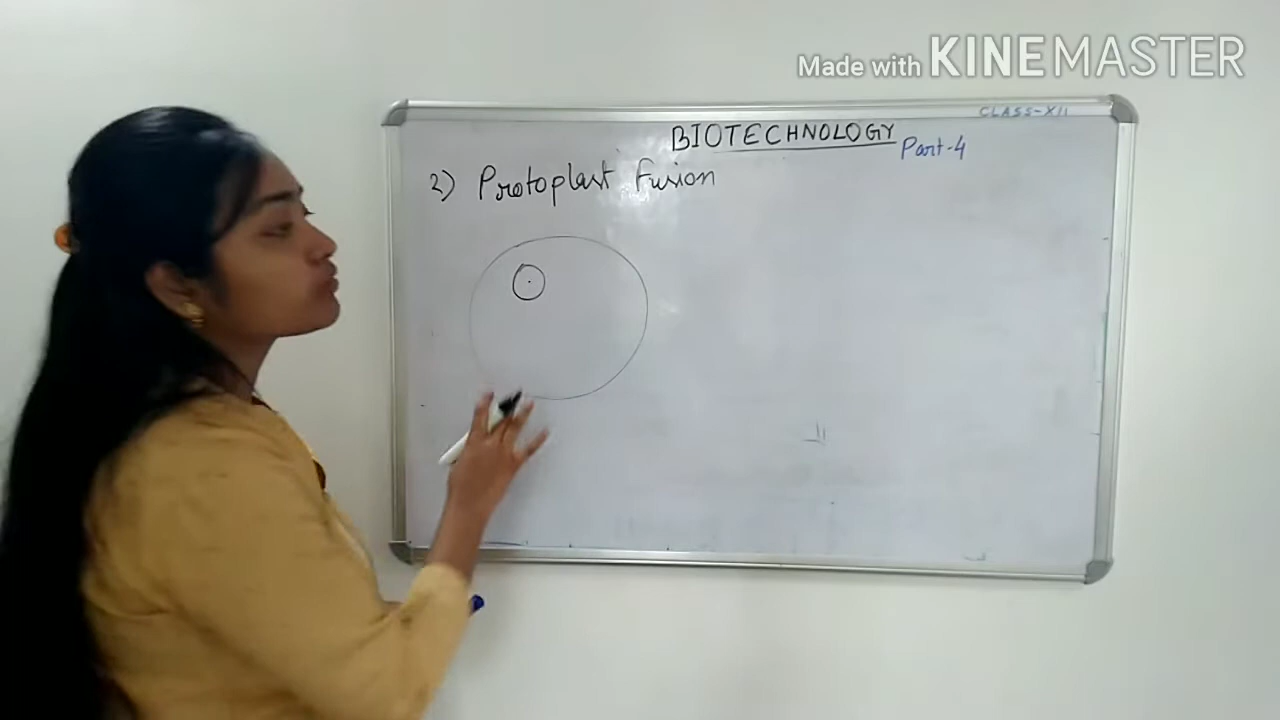 Made with KINEMASTER
CLASS-XII
BIOTECHNOLOGY
Part-4
2) Protoplast Fusion